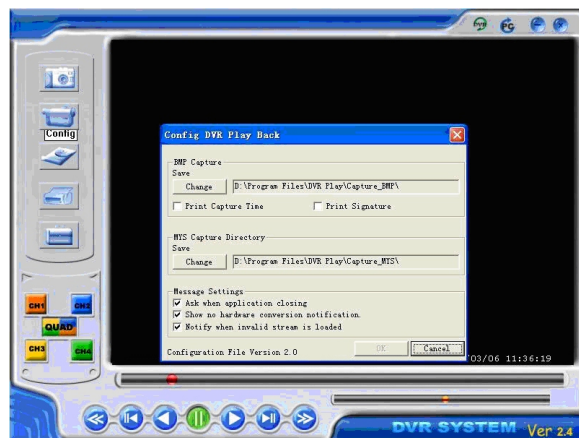 DVR
PC
Config
Config DVR Play Back
BMP Capture
Save
Change D:\Program Files\DVR Play\Capture_BMP\
Print Capture Time Print Signature
MYS Capture Directory
Save
Change D:\Program Files\DVR Play\Capture_MYS\
Message Settings
Ask when application closing
Show no hardware conversion notification.
Notify when invalid stream is loaded
Configuration File Version 2.0
OK Cancel
CH1 CH2
QUAD
CH3 CH4
/03/06 11:36:19
DVR SYSTEM Ver 2.4